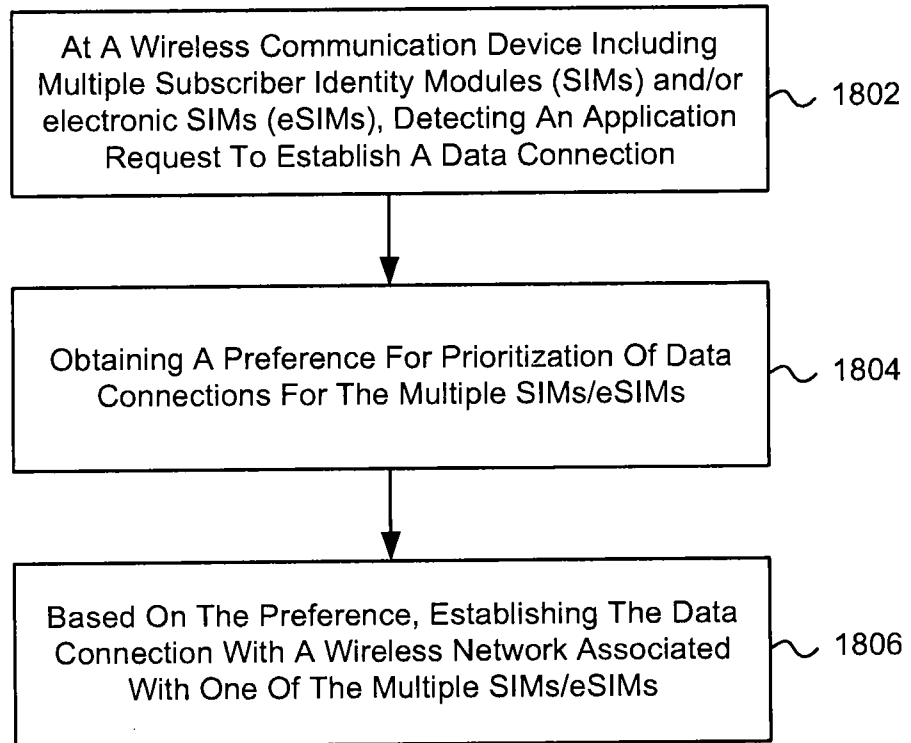 At A Wireless Communication Device Including
Multiple Subscriber Identity Modules (SIMs) and/or
electronic SIMs (eSIMs), Detecting An Application
Request To Establish A Data Connection
1802
Obtaining A Preference For Prioritization Of Data
Connections For The Multiple SIMs/eSIMs
1804
Based On The Preference, Establishing The Data
Connection With A Wireless Network Associated
With One Of The Multiple SIMs/eSIMs
1806